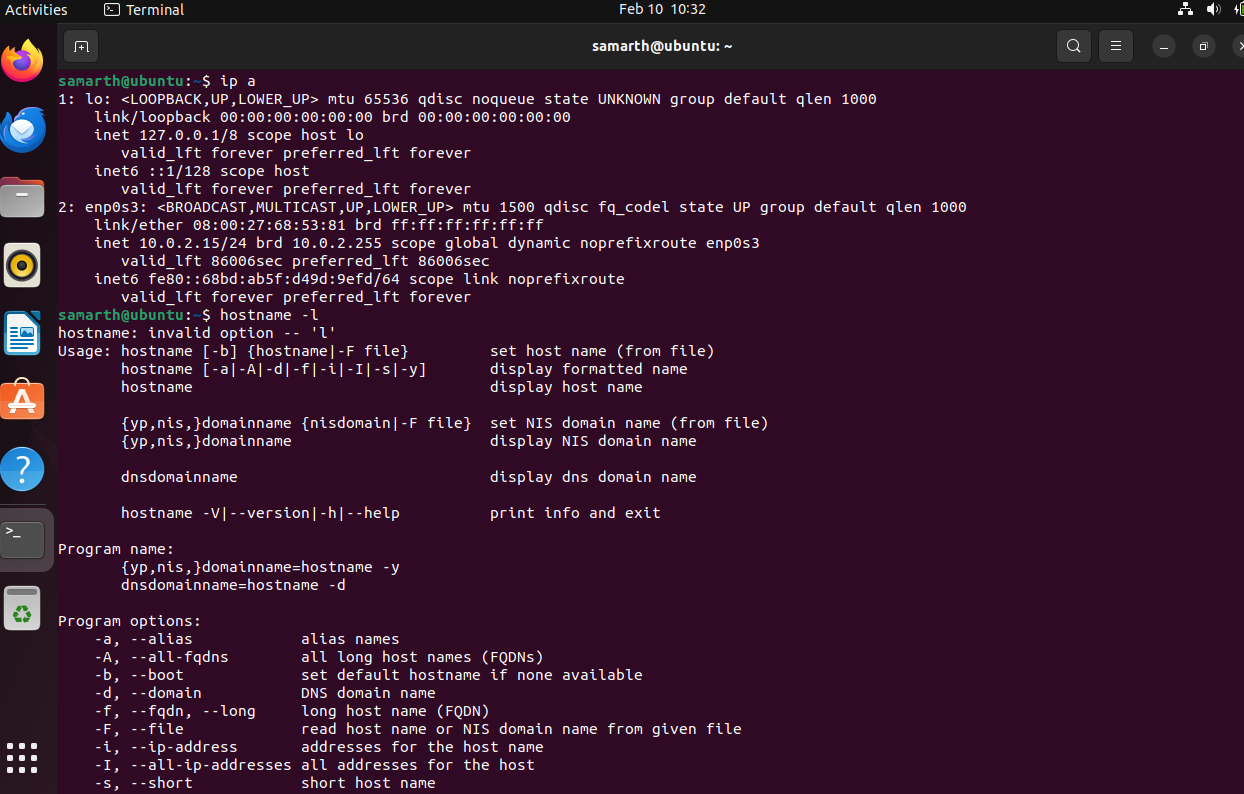 Activities
Terminal
Feb 10 10:32
samarth@ubuntu: ~
samarth@ubuntu:~$ ip a
1: lo: <LOOPBACK,UP,LOWER_UP> mtu 65536 qdisc noqueue state UNKNOWN group default qlen 1000
    link/loopback 00:00:00:00:00:00 brd 00:00:00:00:00:00
    inet 127.0.0.1/8 scope host lo
       valid_lft forever preferred_lft forever
    inet6 ::1/128 scope host
       valid_lft forever preferred_lft forever
2: enp0s3: <BROADCAST,MULTICAST,UP,LOWER_UP> mtu 1500 qdisc fq_codel state UP group default qlen 1000
    link/ether 08:00:27:68:53:81 brd ff:ff:ff:ff:ff:ff
    inet 10.0.2.15/24 brd 10.0.2.255 scope global dynamic noprefixroute enp0s3
       valid_lft 86006sec preferred_lft 86006sec
    inet6 fe80::68bd:ab5f:d49d:9efd/64 scope link noprefixroute
       valid_lft forever preferred_lft forever
samarth@ubuntu:~$ hostname -l
hostname: invalid option -- 'l'
Usage: hostname [-b] {hostname|-F file}         set host name (from file)
       hostname [-a|-A|-d|-f|-i|-I|-s|-y]       display formatted name
       hostname                                 display host name
       {yp,nis,}domainname {nisdomain|-F file}  set NIS domain name (from file)
       {yp,nis,}domainname                      display NIS domain name
       dnsdomainname                            display dns domain name
       hostname -V|--version|-h|--help          print info and exit
Program name:
       {yp,nis,}domainname=hostname -y
       dnsdomainname=hostname -d
Program options:
    -a, --alias            alias names
    -A, --all-fqdns        all long host names (FQDNs)
    -b, --boot             set default hostname if none available
    -d, --domain           DNS domain name
    -f, --fqdn, --long     long host name (FQDN)
    -F, --file             read host name or NIS domain name from given file
    -i, --ip-address       addresses for the host name
    -I, --all-ip-addresses all addresses for the host
    -s, --short            short host name